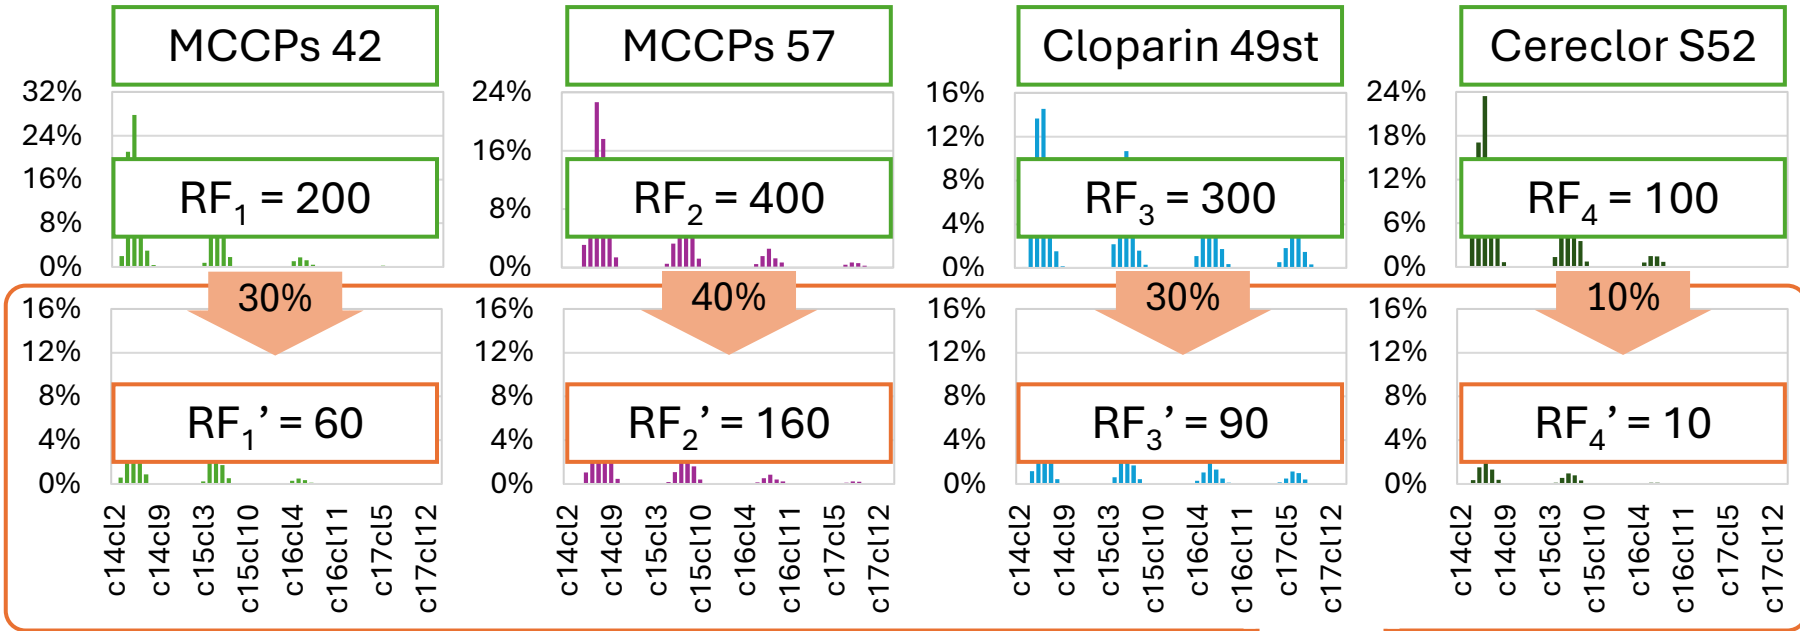 MCCPs 42
MCCPs 57
Cloparin 49st
Cereclor S52
32%
24%
16%
8%
0%
RF₁ = 200
24%
16%
8%
0%
RF₂ = 400
16%
12%
8%
4%
0%
RF₃ = 300
24%
18%
12%
6%
0%
RF₄ = 100
30%
40%
30%
10%
16%
12%
8%
4%
0%
RF₁’ = 60
16%
12%
8%
4%
0%
RF₂’ = 160
16%
12%
8%
4%
0%
RF₃’ = 90
16%
12%
8%
4%
0%
RF₄’ = 10
c14cl2
c14cl9
c15cl3
c15cl10
c16cl4
c16cl11
c17cl5
c17cl12
c14cl2
c14cl9
c15cl3
c15cl10
c16cl4
c16cl11
c17cl5
c17cl12
c14cl2
c14cl9
c15cl3
c15cl10
c16cl4
c16cl11
c17cl5
c17cl12
c14cl2
c14cl9
c15cl3
c15cl10
c16cl4
c16cl11
c17cl5
c17cl12